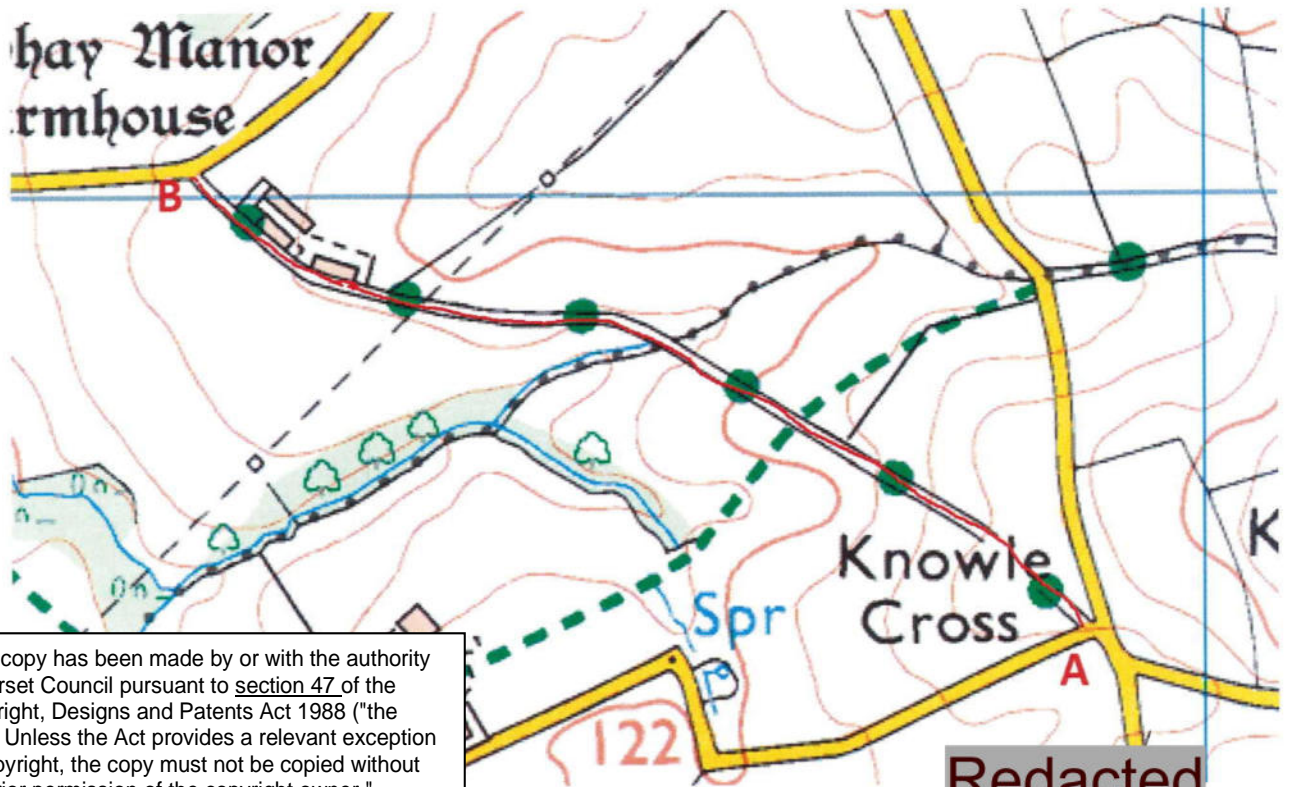 hay Manor
rmhouse
B
Knowle
Cross
K
Spr
A
122
copy has been made by or with the authority
rset Council pursuant to section 47 of the
right, Designs and Patents Act 1988 ("the
Unless the Act provides a relevant exception
pyright, the copy must not be copied without
Redacted